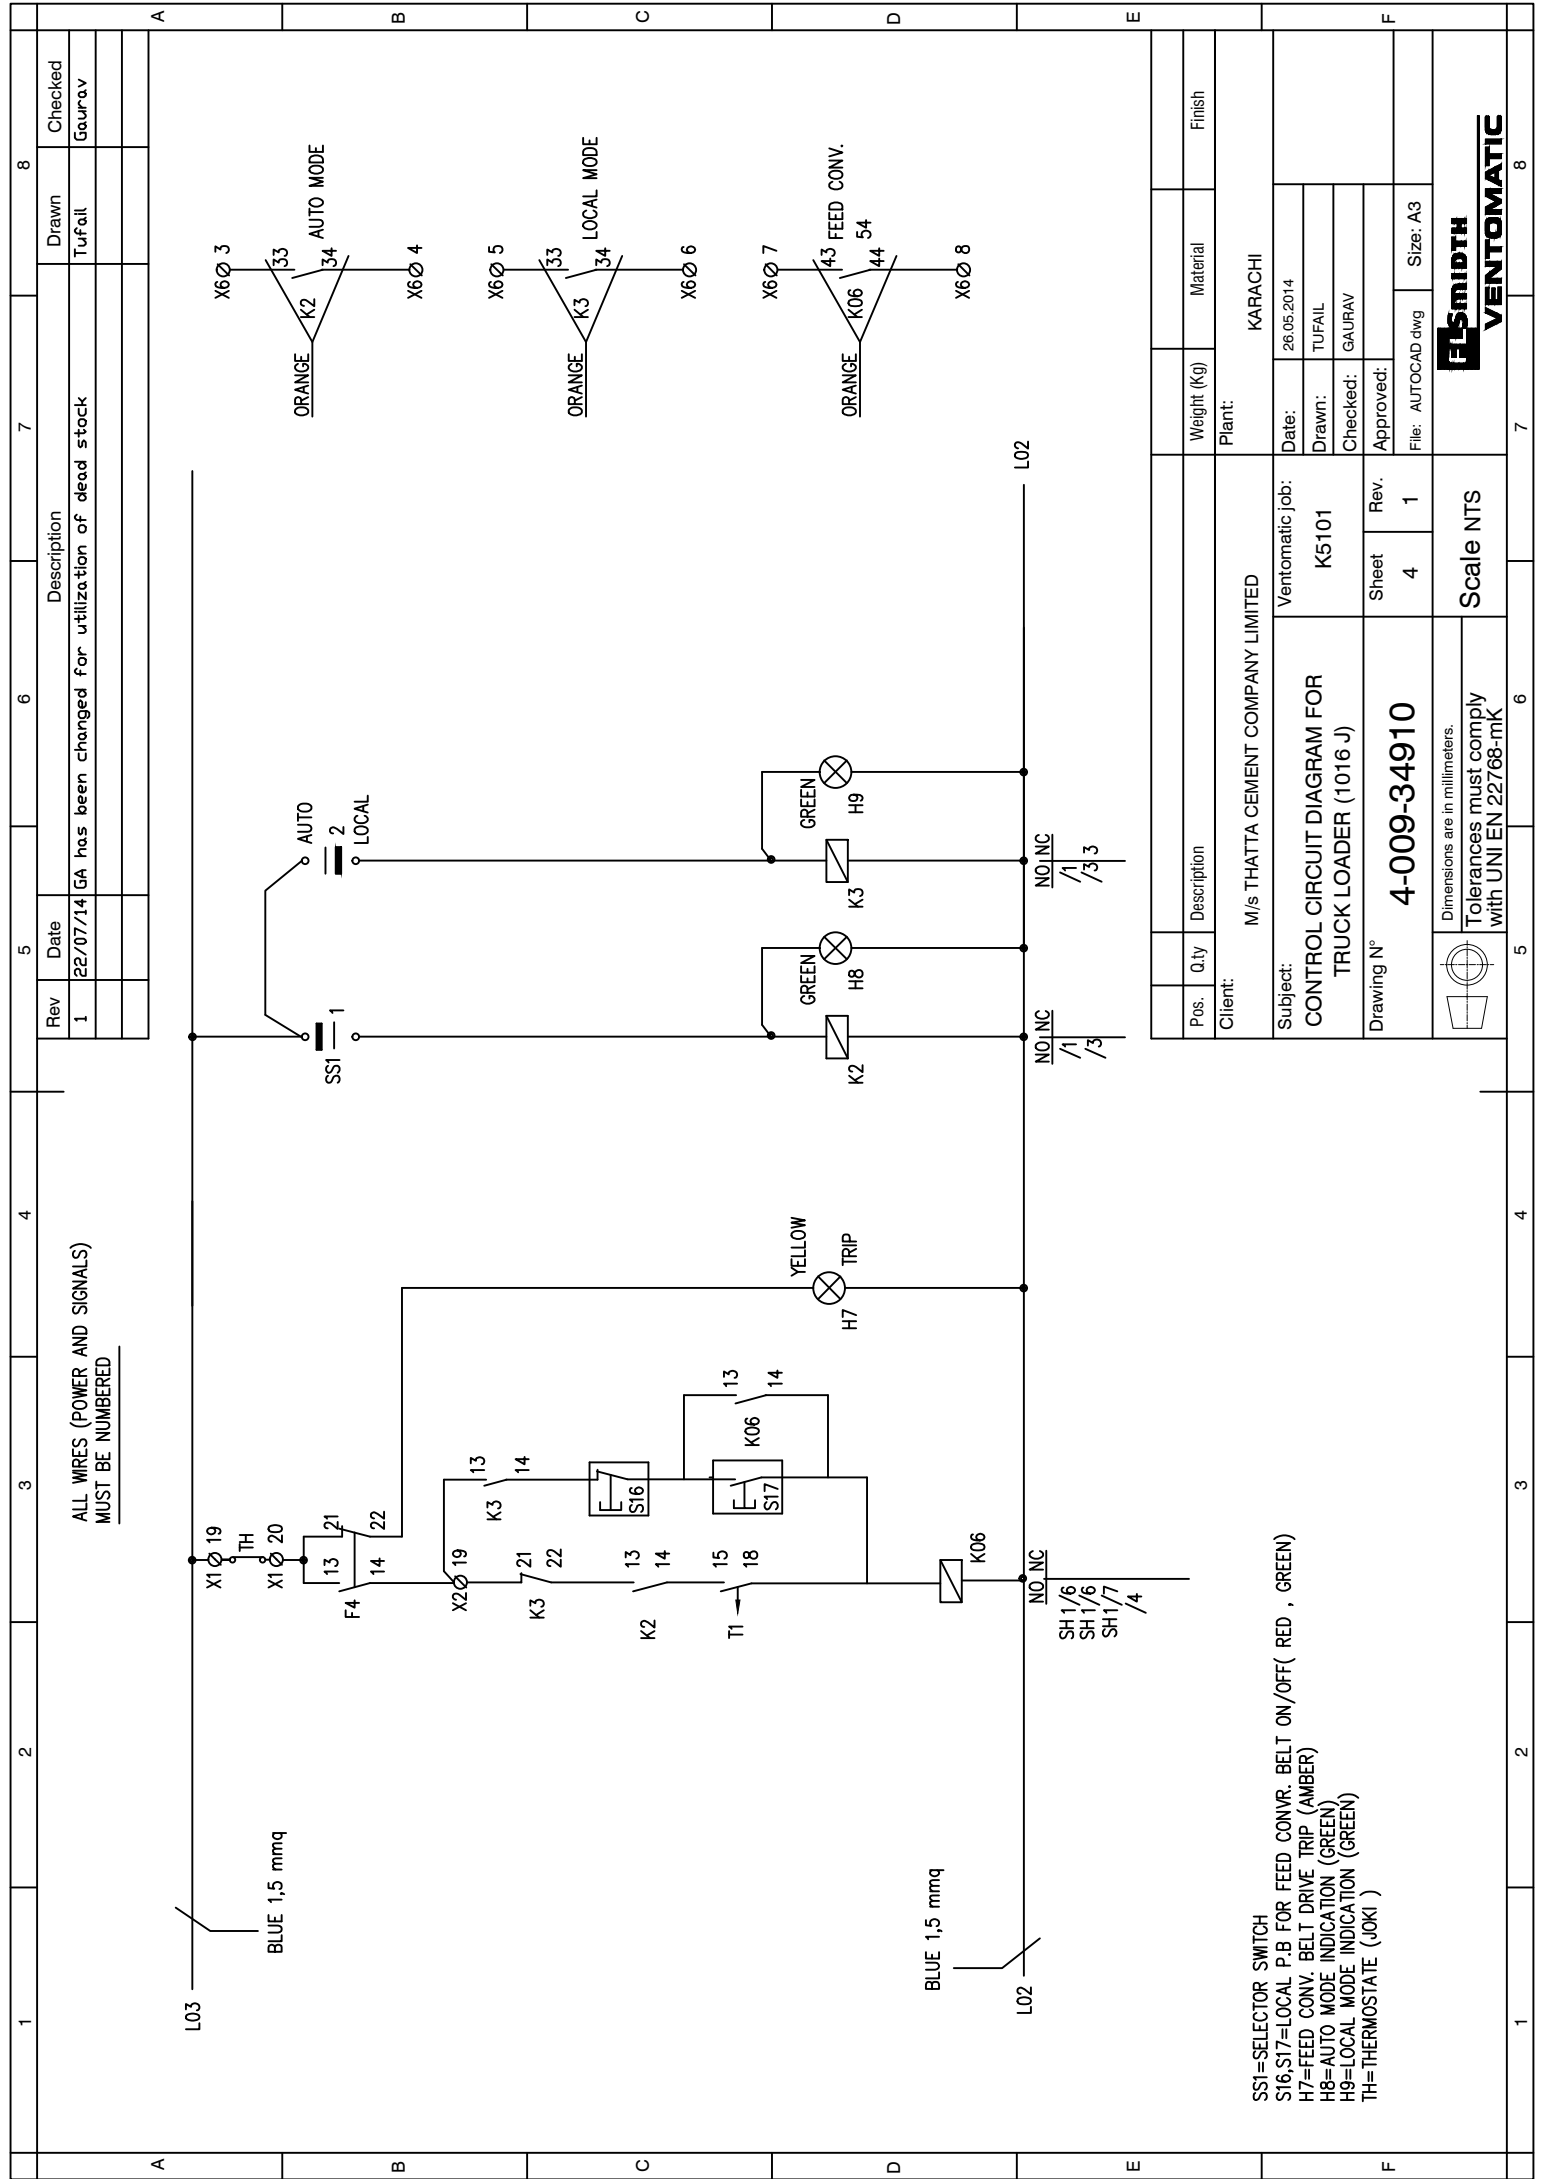 1
2
3
4
5
6
7
8
A
B
C
D
E
F
Rev
Date
Description
Drawn
Checked
1
22/07/14
GA has been changed for utilization of dead stock
Tufail
Gaurav
ALL WIRES (POWER AND SIGNALS)
MUST BE NUMBERED
L03
BLUE 1,5 mmq
X1
19
TH
X1
20
13
21
F4
14
22
X2
19
K3
21
22
K3
13
14
K2
13
14
T1
15
18
S16
S17
K06
13
14
K06
NO
NC
SH1/6
SH1/6
SH1/7
/4
YELLOW
H7
TRIP
SS1
1
AUTO
2
LOCAL
GREEN
K2
H8
NO
NC
/1
/3
GREEN
K3
H9
NO
NC
/1
/3
3
L02
BLUE 1,5 mmq
L02
X6
3
ORANGE
K2
33
34
AUTO MODE
X6
4
X6
5
ORANGE
K3
33
34
LOCAL MODE
X6
6
X6
7
ORANGE
K06
43
44
FEED CONV.
54
X6
8
SS1=SELECTOR SWITCH
S16,S17=LOCAL P.B FOR FEED CONVR. BELT ON/OFF( RED , GREEN)
H7=FEED CONV. BELT DRIVE TRIP (AMBER)
H8=AUTO MODE INDICATION (GREEN)
H9=LOCAL MODE INDICATION (GREEN)
TH=THERMOSTATE (JOKI )
Pos.
Q.ty
Description
Weight (Kg)
Material
Finish
Client:
M/s THATTA CEMENT COMPANY LIMITED
Plant:
KARACHI
Subject:
CONTROL CIRCUIT DIAGRAM FOR
TRUCK LOADER (1016 J)
Ventomatic job:
K5101
Date:
26.05.2014
Drawn:
TUFAIL
Checked:
GAURAV
Approved:
Drawing N°
4-009-34910
Sheet
4
Rev.
1
File: AUTOCAD dwg
Size: A3
Dimensions are in millimeters.
Tolerances must comply
with UNI EN 22768-mK
Scale NTS
FLSmidth
VENTOMATIC
1
2
3
4
5
6
7
8
A
B
C
D
E
F